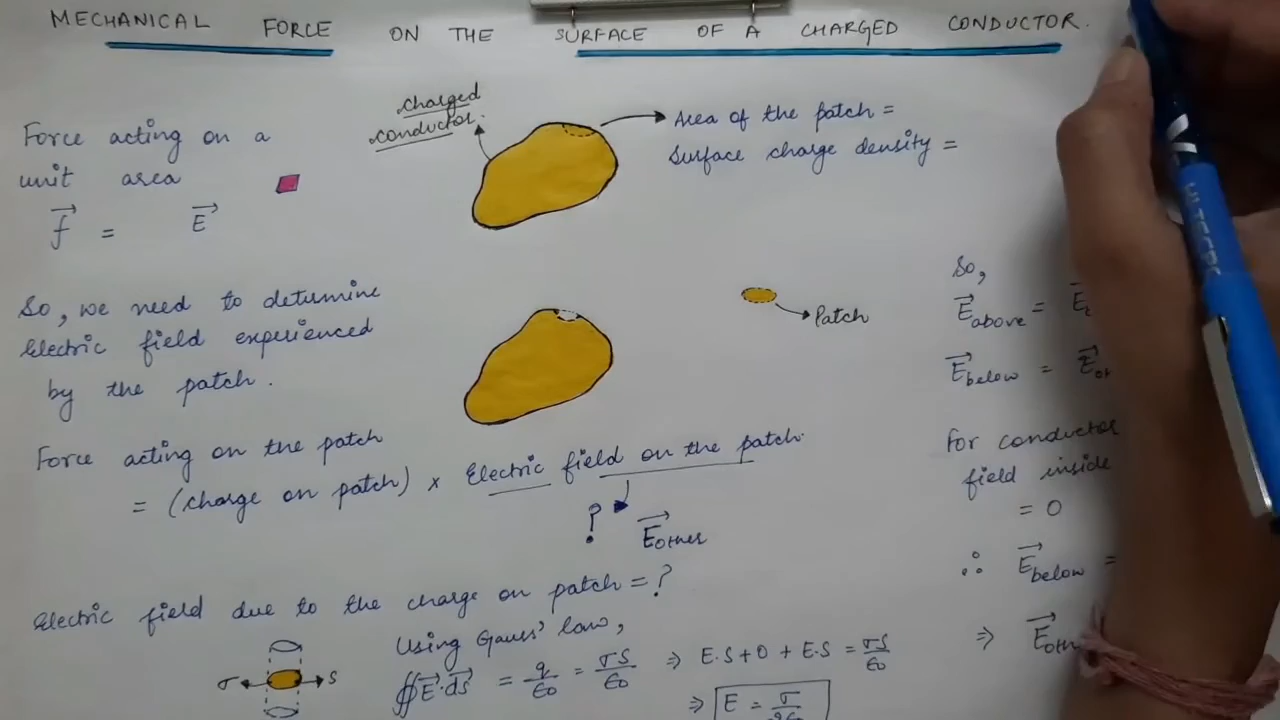 MECHANICAL FORCE ON THE SURFACE OF A CHARGED CONDUCTOR.
charged
conductor.
Area of the patch =
Surface charge density =
Force acting on a
unit area
f⃗ = E⃗
So, we need to determine
Electric field experienced
by the patch.
Patch
So,
E⃗above =
E⃗below =
Force acting on the patch
= (charge on patch) × Electric field on the patch.
?
E⃗other
For conductor
field inside
= 0
∴ E⃗below =
⇒
Electric field due to the charge on patch = ?
σ
S
Using Gauss' law,
∯E⃗.ds⃗ = q/ε0 = σS/ε0 ⇒ E.S + 0 + E.S = σS/ε0
⇒ E = σ/2ε0